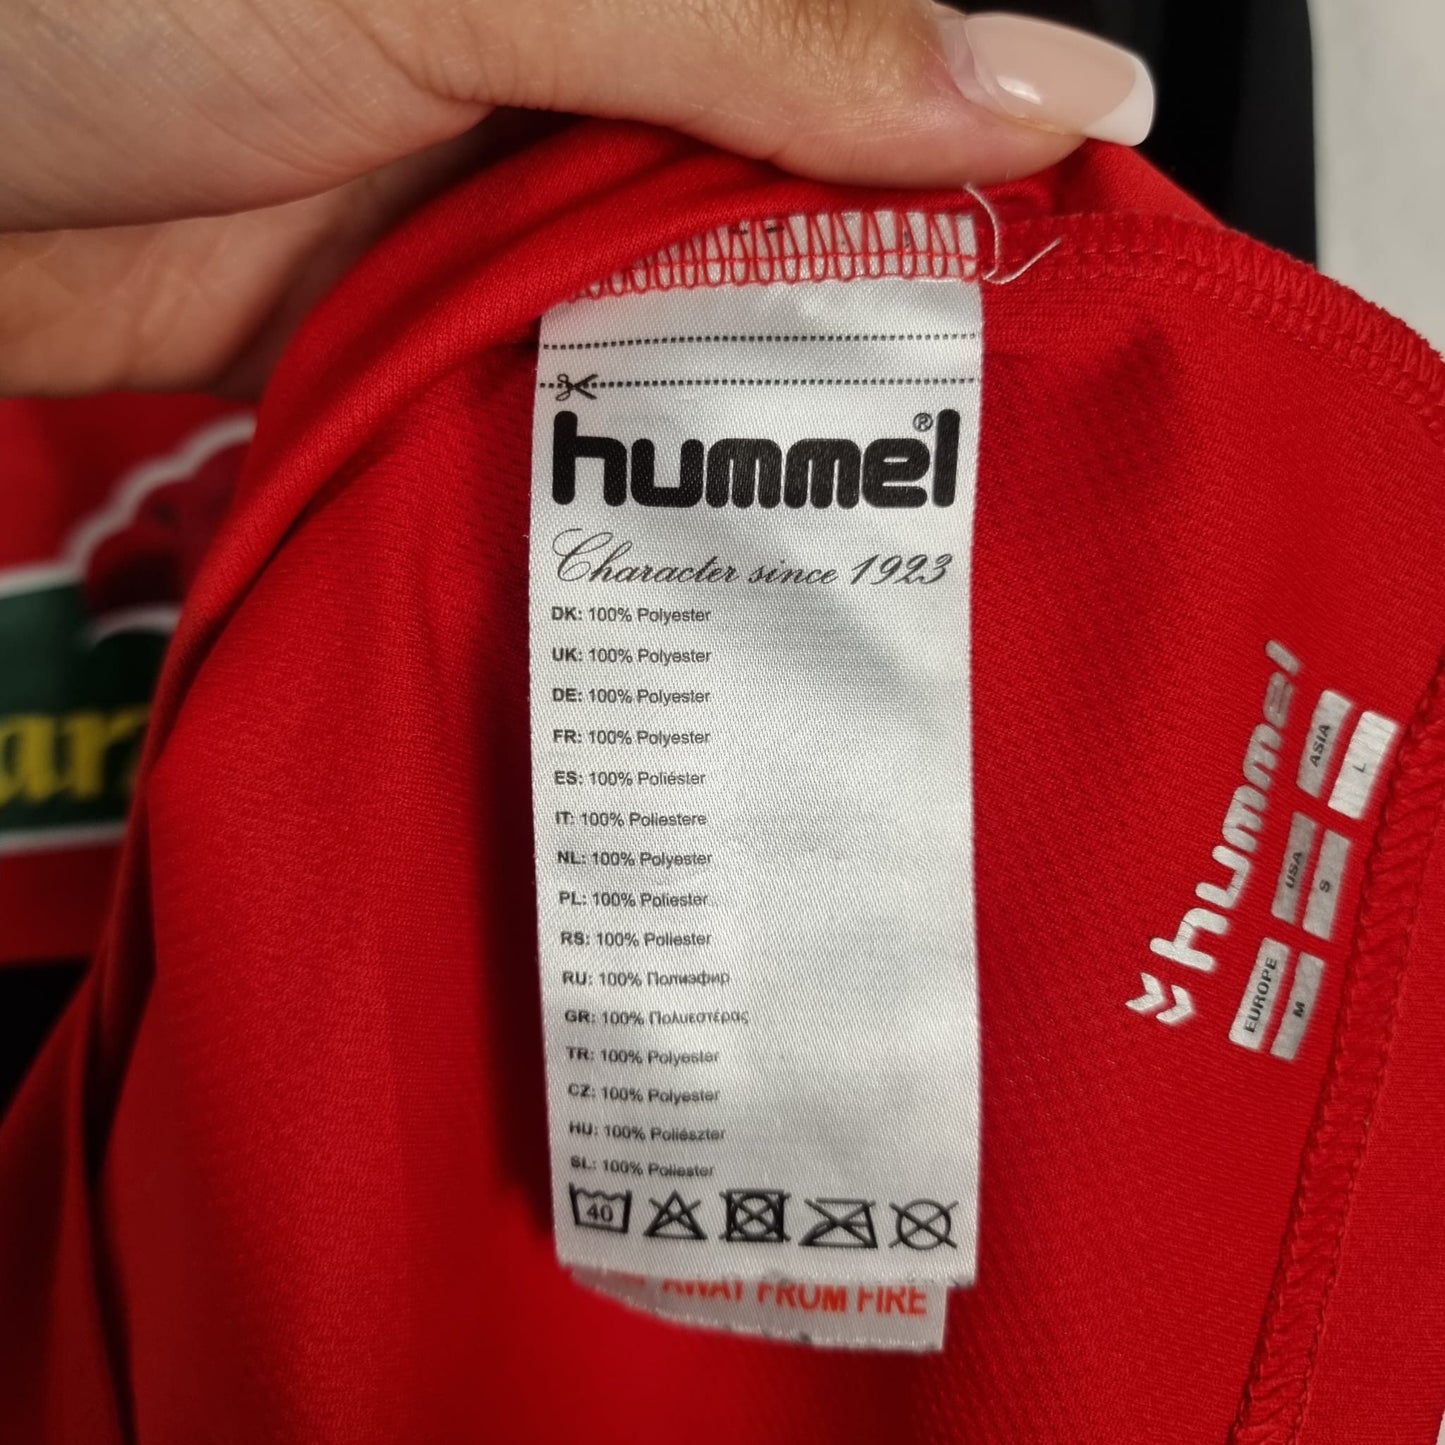 hummel®
Character since 1923
DK: 100% Polyester
UK: 100% Polyester
DE: 100% Polyester
FR: 100% Polyester
ES: 100% Poliéster
IT: 100% Poliestere
NL: 100% Polyester
PL: 100% Poliester
RS: 100% Poliester
RU: 100% Полиэфир
GR: 100% Πολυεστέρας
TR: 100% Polyester
CZ: 100% Polyester
HU: 100% Poliészter
SL: 100% Poliester
40
AWAY FROM FIRE
hummel
EUROPE USA ASIA
M S L